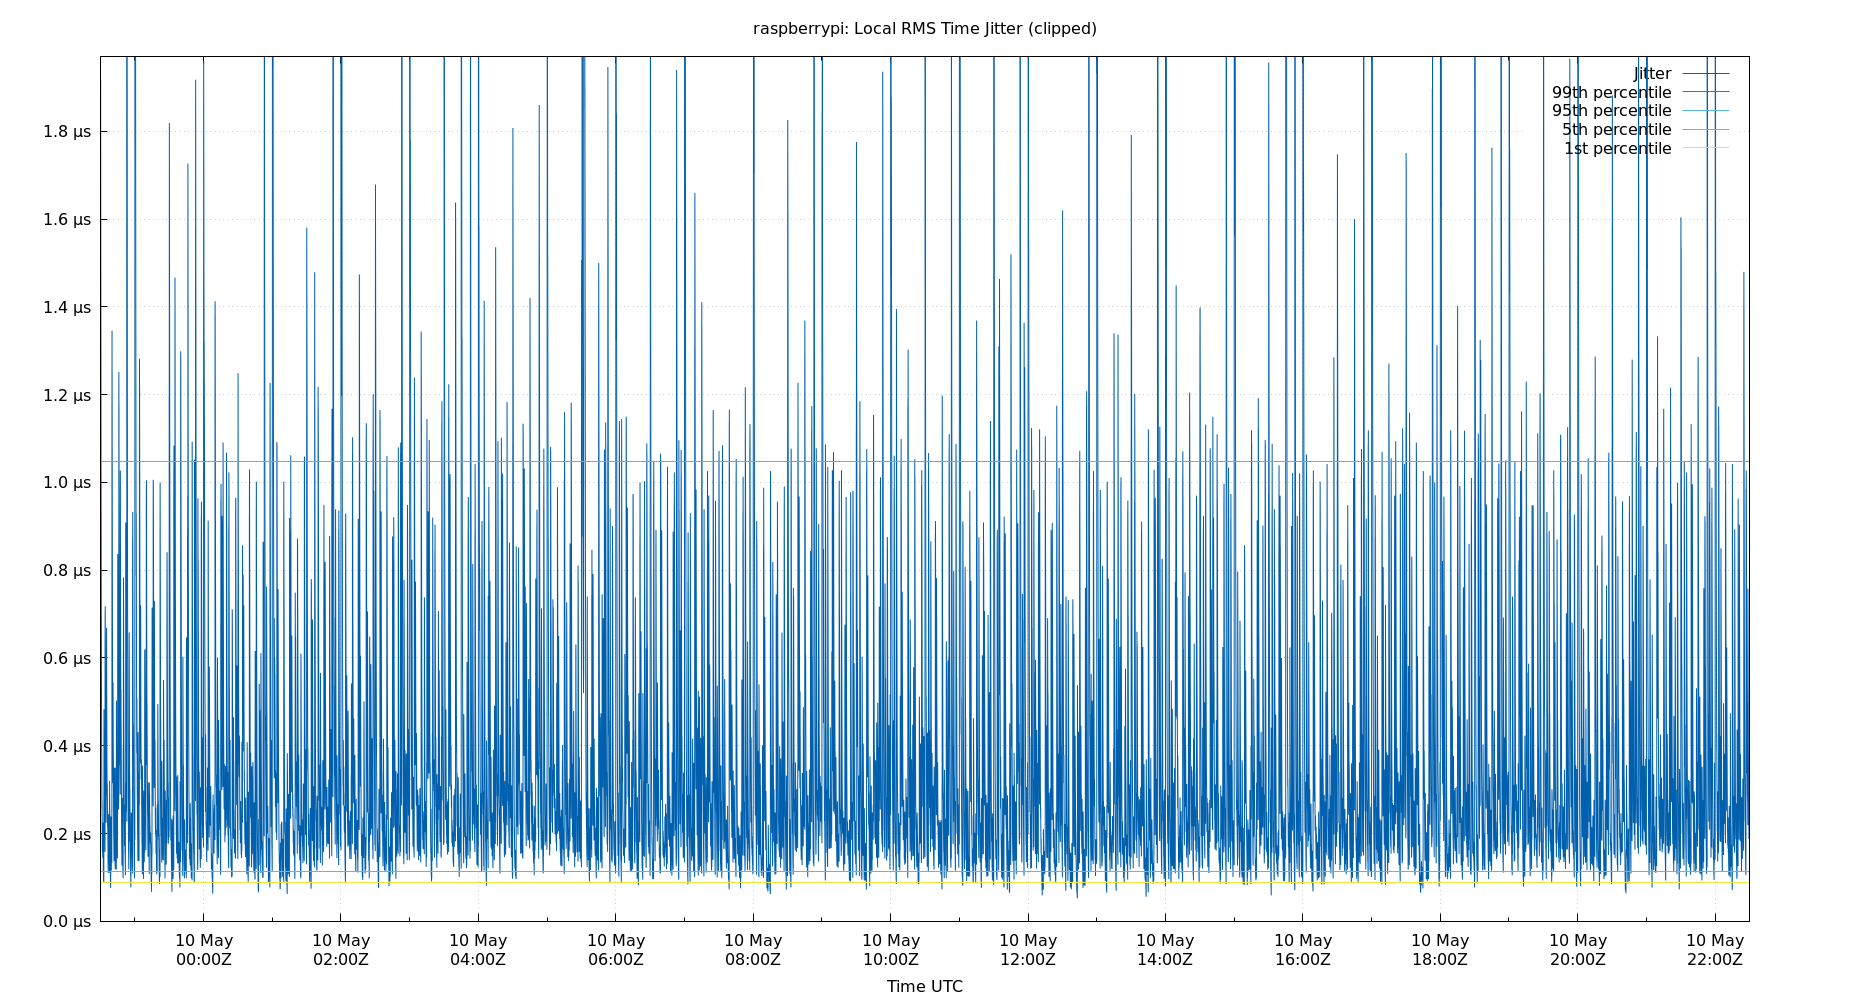 raspberrypi: Local RMS Time Jitter (clipped)
Jitter
99th percentile
95th percentile
5th percentile
1st percentile
1.8 µs
1.6 µs
1.4 µs
1.2 µs
1.0 µs
0.8 µs
0.6 µs
0.4 µs
0.2 µs
0.0 µs
10 May 10 May 10 May 10 May 10 May 10 May 10 May 10 May 10 May 10 May 10 May 10 May
00:00Z 02:00Z 04:00Z 06:00Z 08:00Z 10:00Z 12:00Z 14:00Z 16:00Z 18:00Z 20:00Z 22:00Z
Time UTC